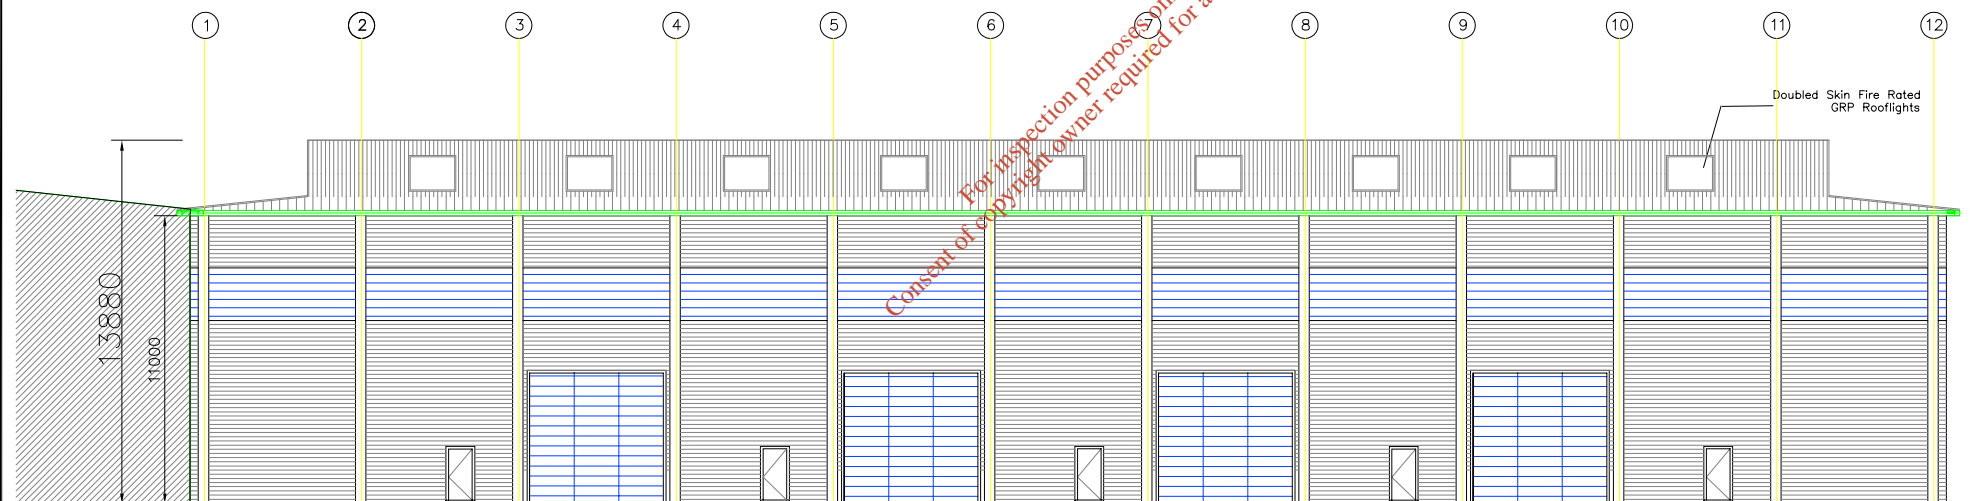 1 2 3 4 5 6 7 8 9 10 11 12
Doubled Skin Fire Rated
GRP Rooflights
For inspection purposes
Consent of copyright owner required for
13880
11000